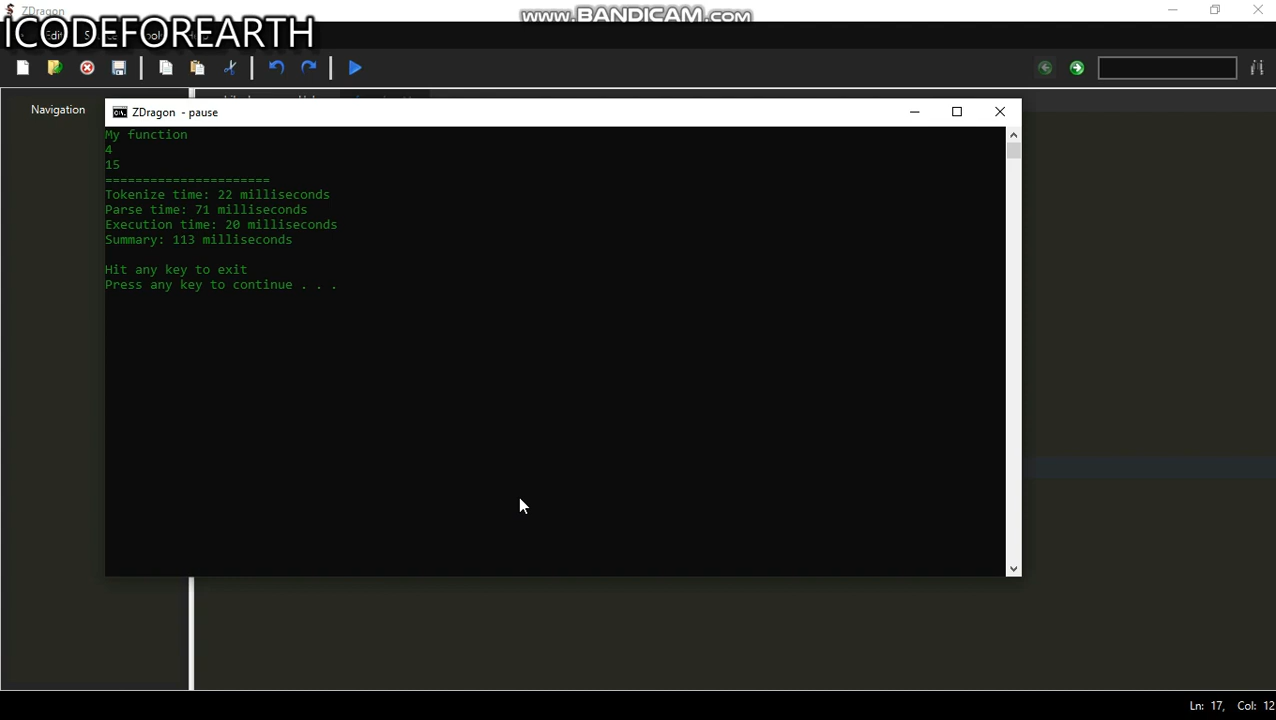 ZDragon
www.BANDICAM.com
ICODEFOREARTH
Navigation
ZDragon - pause
My function
4
15
======================
Tokenize time: 22 milliseconds
Parse time: 71 milliseconds
Execution time: 20 milliseconds
Summary: 113 milliseconds
Hit any key to exit
Press any key to continue . . .
Ln: 17, Col: 12